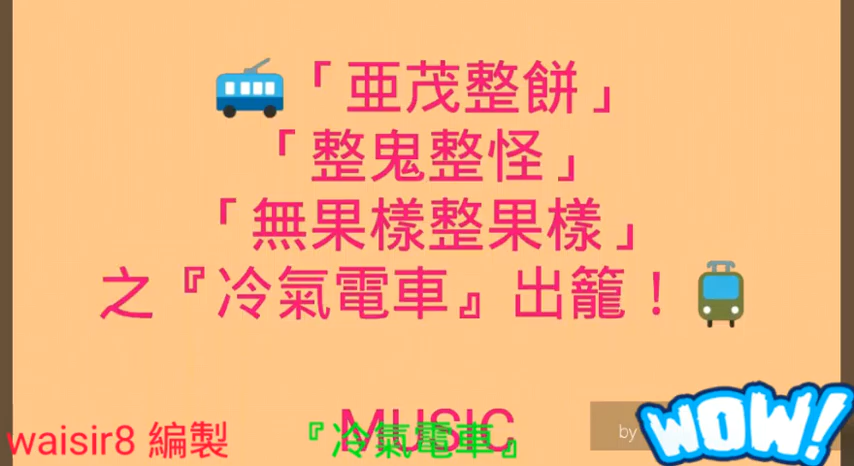 「亜茂整餅」
「整鬼整怪」
「無果樣整果樣」
之『冷氣電車』出籠！
MUSIC
waisir8 編製
『冷氣電車』
by
WOW!